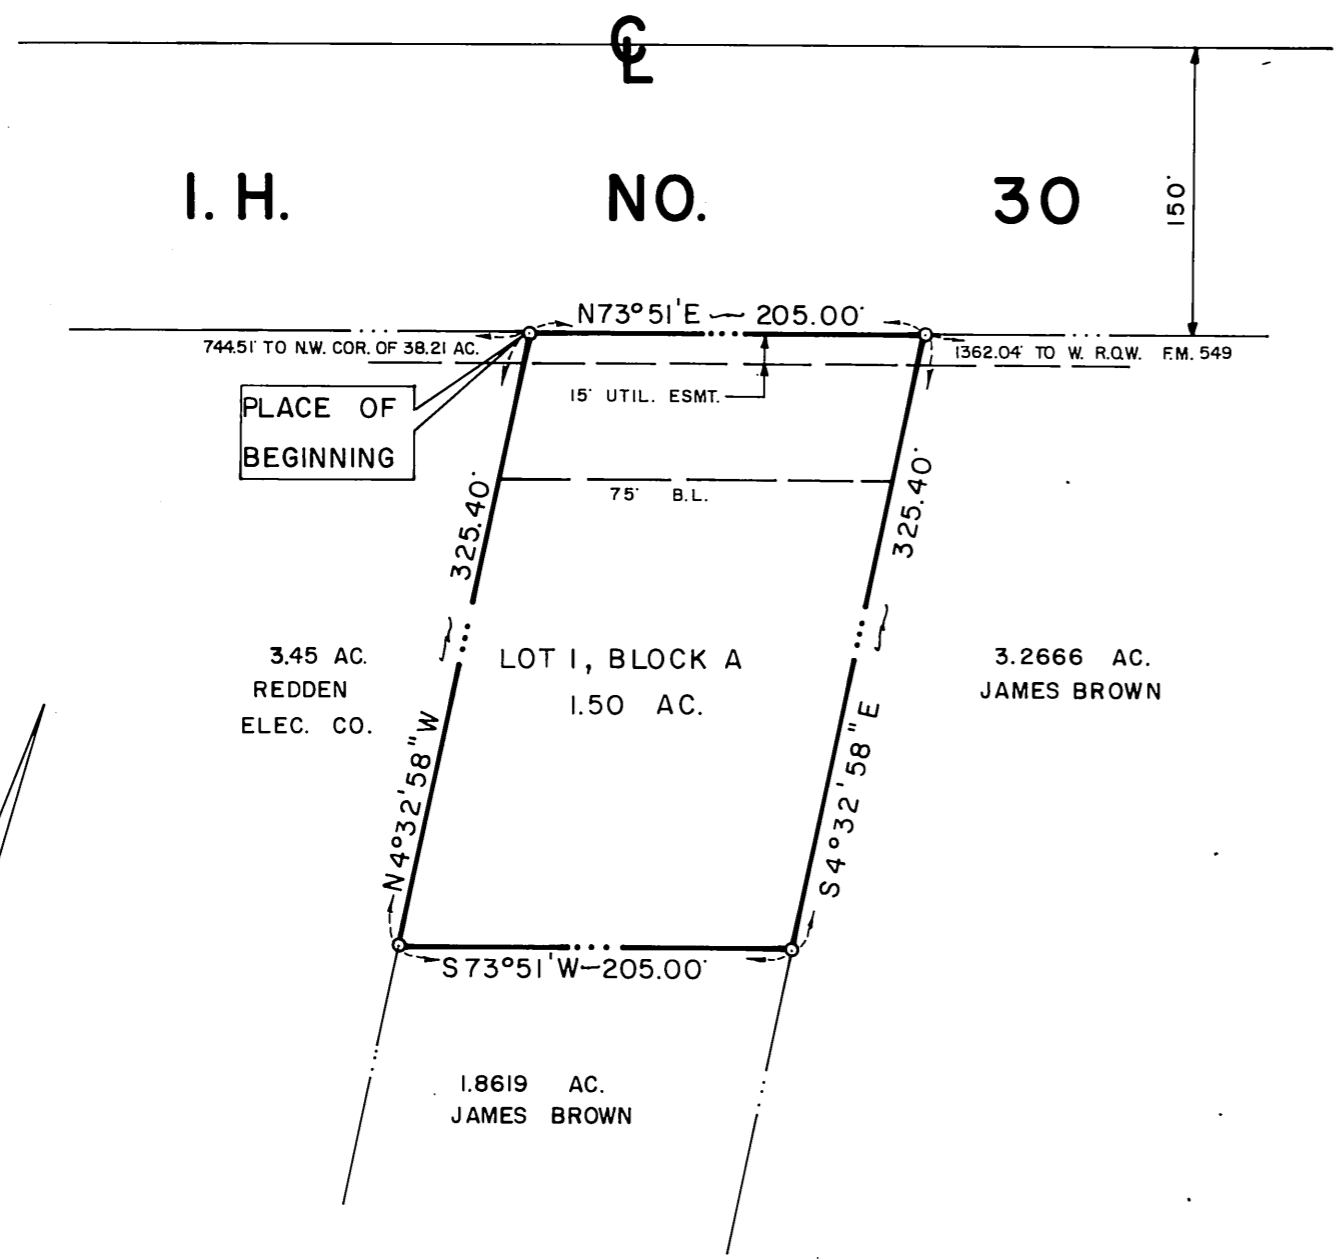 ℄
I. H. NO. 30
150'
N73°51'E — 205.00'
744.51' TO N.W. COR. OF 38.21 AC.
1362.04' TO W. R.O.W. F.M. 549
15' UTIL. ESMT.
PLACE OF
BEGINNING
75' B.L.
325.40'
325.40'
3.45 AC.
REDDEN
ELEC. CO.
LOT 1, BLOCK A
1.50 AC.
3.2666 AC.
JAMES BROWN
N4°32'58"W
S4°32'58"E
S73°51'W—205.00'
1.8619 AC.
JAMES BROWN